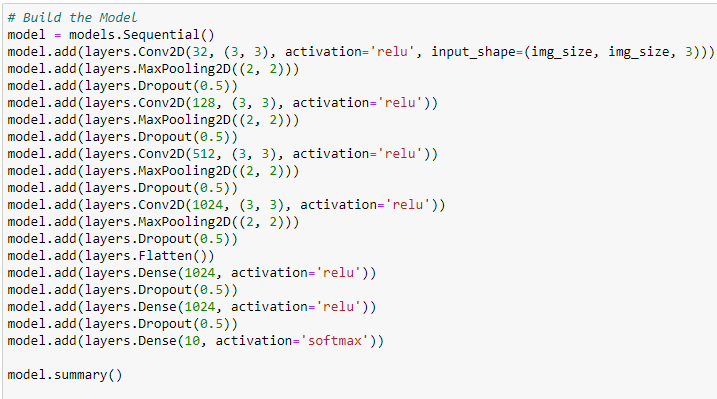 # Build the Model
model = models.Sequential()
model.add(layers.Conv2D(32, (3, 3), activation='relu', input_shape=(img_size, img_size, 3)))
model.add(layers.MaxPooling2D((2, 2)))
model.add(layers.Dropout(0.5))
model.add(layers.Conv2D(128, (3, 3), activation='relu'))
model.add(layers.MaxPooling2D((2, 2)))
model.add(layers.Dropout(0.5))
model.add(layers.Conv2D(512, (3, 3), activation='relu'))
model.add(layers.MaxPooling2D((2, 2)))
model.add(layers.Dropout(0.5))
model.add(layers.Conv2D(1024, (3, 3), activation='relu'))
model.add(layers.MaxPooling2D((2, 2)))
model.add(layers.Dropout(0.5))
model.add(layers.Flatten())
model.add(layers.Dense(1024, activation='relu'))
model.add(layers.Dropout(0.5))
model.add(layers.Dense(1024, activation='relu'))
model.add(layers.Dropout(0.5))
model.add(layers.Dense(10, activation='softmax'))
model.summary()